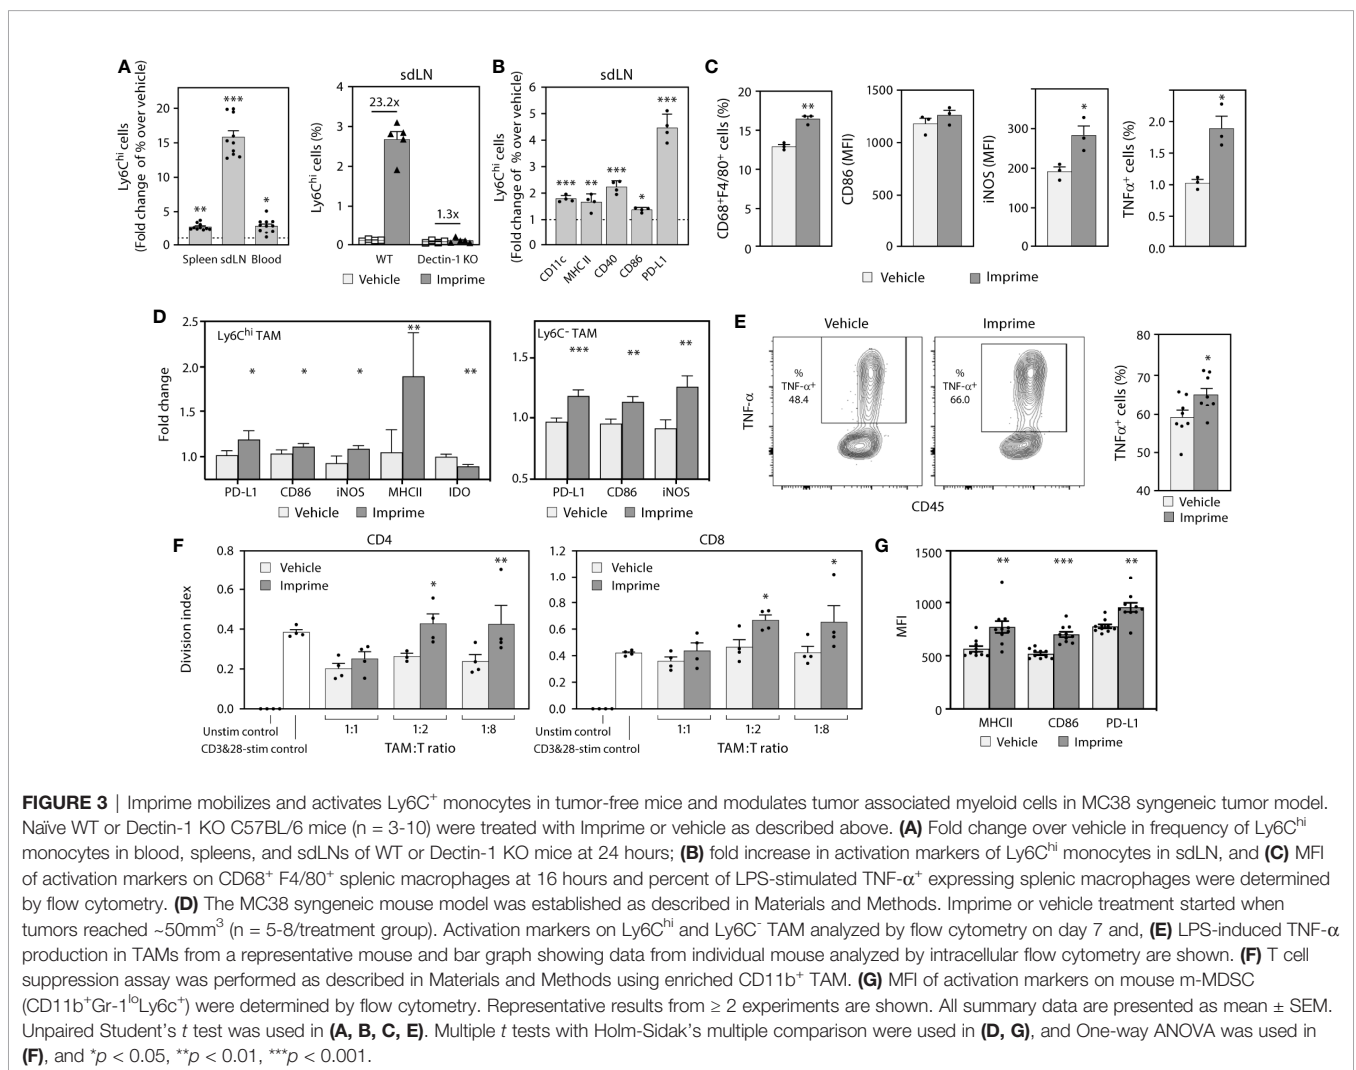 A
Ly6Chi cells
(Fold change of % over vehicle)
20
15
10
5
1
***
**
*
Spleen sdLN Blood
sdLN
Ly6Chi cells (%)
4
3
2
1
0
23.2x
1.3x
WT
Dectin-1 KO
Vehicle
Imprime
B
sdLN
Ly6Chi cells
(Fold change of % over vehicle)
6
5
4
3
2
1
0
***
**
***
*
***
CD11c
MHC II
CD40
CD86
PD-L1
C
CD68+F4/80+ cells (%)
20
15
10
5
0
**
CD86 (MFI)
1500
1000
500
0
iNOS (MFI)
300
200
100
0
*
TNFα+ cells (%)
2.0
1.5
1.0
0.5
0.0
*
Vehicle
Imprime
D
Fold change
2.5
2.0
1.5
1.0
Ly6Chi TAM
*
*
*
**
**
PD-L1
CD86
iNOS
MHCII
IDO
Vehicle
Imprime
Ly6C- TAM
1.5
1.0
0.5
***
**
**
PD-L1
CD86
iNOS
Vehicle
Imprime
E
Vehicle
Imprime
TNF-α
%
TNF-α+
48.4
%
TNF-α+
66.0
CD45
TNFα+ cells (%)
80
70
60
50
40
*
Vehicle
Imprime
F
CD4
Division index
0.8
0.6
0.4
0.2
0
Vehicle
Imprime
*
**
Unstim control
CD3&28-stim control
1:1
1:2
1:8
TAM:T ratio
CD8
1.2
1.0
0.8
0.6
0.4
0.2
0
Vehicle
Imprime
*
*
Unstim control
CD3&28-stim control
1:1
1:2
1:8
TAM:T ratio
G
MFI
1500
1000
500
0
**
***
**
MHCII
CD86
PD-L1
Vehicle
Imprime
FIGURE 3 | Imprime mobilizes and activates Ly6C+ monocytes in tumor-free mice and modulates tumor associated myeloid cells in MC38 syngeneic tumor model.
Naïve WT or Dectin-1 KO C57BL/6 mice (n = 3-10) were treated with Imprime or vehicle as described above. (A) Fold change over vehicle in frequency of Ly6Chi
monocytes in blood, spleens, and sdLNs of WT or Dectin-1 KO mice at 24 hours; (B) fold increase in activation markers of Ly6Chi monocytes in sdLN, and (C) MFI
of activation markers on CD68+ F4/80+ splenic macrophages at 16 hours and percent of LPS-stimulated TNF-α+ expressing splenic macrophages were determined
by flow cytometry. (D) The MC38 syngeneic mouse model was established as described in Materials and Methods. Imprime or vehicle treatment started when
tumors reached ~50mm3 (n = 5-8/treatment group). Activation markers on Ly6Chi and Ly6C- TAM analyzed by flow cytometry on day 7 and, (E) LPS-induced TNF-α
production in TAMs from a representative mouse and bar graph showing data from individual mouse analyzed by intracellular flow cytometry are shown. (F) T cell
suppression assay was performed as described in Materials and Methods using enriched CD11b+ TAM. (G) MFI of activation markers on mouse m-MDSC
(CD11b+Gr-1loLy6c+) were determined by flow cytometry. Representative results from ≥ 2 experiments are shown. All summary data are presented as mean ± SEM.
Unpaired Student's t test was used in (A, B, C, E). Multiple t tests with Holm-Sidak's multiple comparison were used in (D, G), and One-way ANOVA was used in
(F), and *p < 0.05, **p < 0.01, ***p < 0.001.